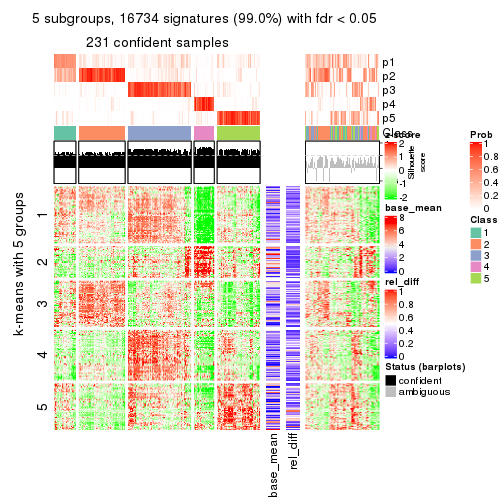 5 subgroups, 16734 signatures (99.0%) with fdr < 0.05
231 confident samples
p1
p2
p3
p4
p5
Class
Silhouette
score
k-means with 5 groups
1
2
3
4
5
base_mean
rel_diff
z-score
2
1
0
-1
-2
base_mean
8
6
4
2
0
rel_diff
1
0.8
0.6
0.4
0.2
0
Status (barplots)
confident
ambiguous
Prob
1
0.8
0.6
0.4
0.2
0
Class
1
2
3
4
5